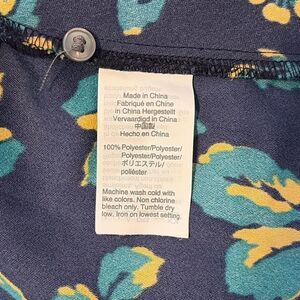 Made in China
Fabriqué en Chine
in China Hergestellt
Vervaardigd in China
中国製
Hecho en China
100% Polyester/Polyester/
Polyester/Polyester/
ポリエステル/
poliéster
Machine wash cold with
like colors. Non chlorine
bleach only. Tumble dry
low. Iron on lowest setting.